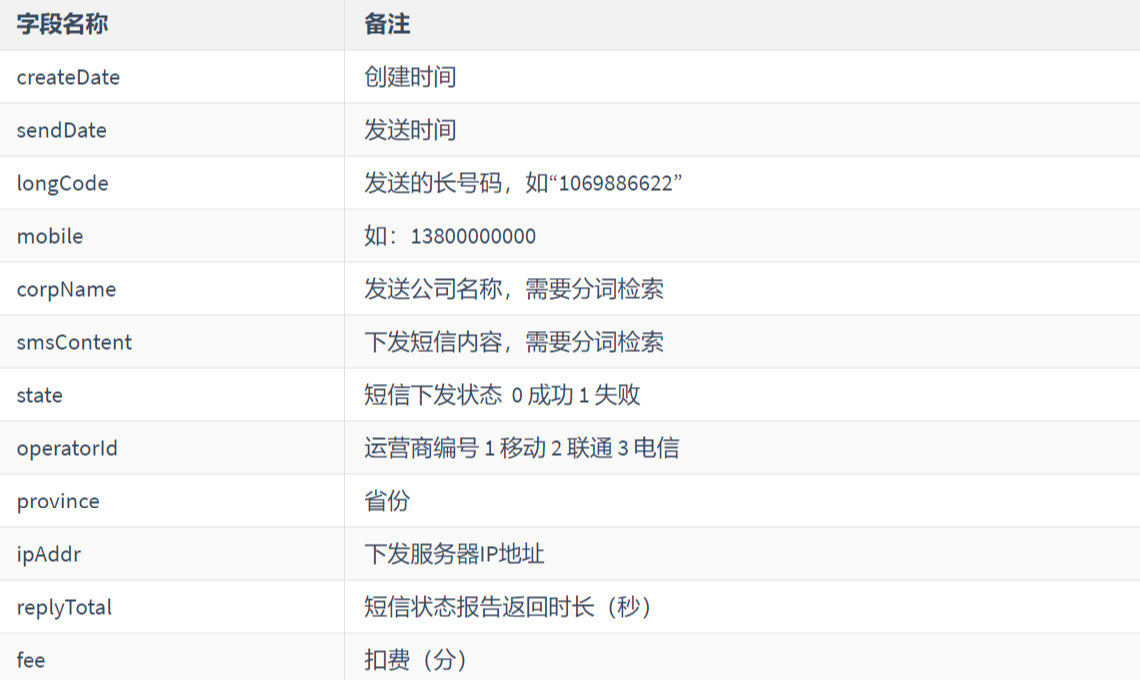 字段名称 备注
createDate 创建时间
sendDate 发送时间
longCode 发送的长号码，如“1069886622”
mobile 如：13800000000
corpName 发送公司名称，需要分词检索
smsContent 下发短信内容，需要分词检索
state 短信下发状态 0 成功 1 失败
operatorId 运营商编号 1 移动 2 联通 3 电信
province 省份
ipAddr 下发服务器IP地址
replyTotal 短信状态报告返回时长（秒）
fee 扣费（分）